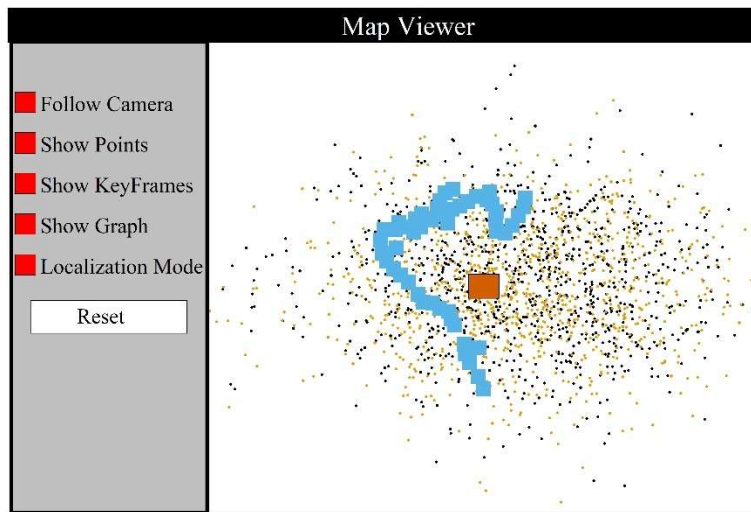 Map Viewer
Follow Camera
Show Points
Show KeyFrames
Show Graph
Localization Mode
Reset